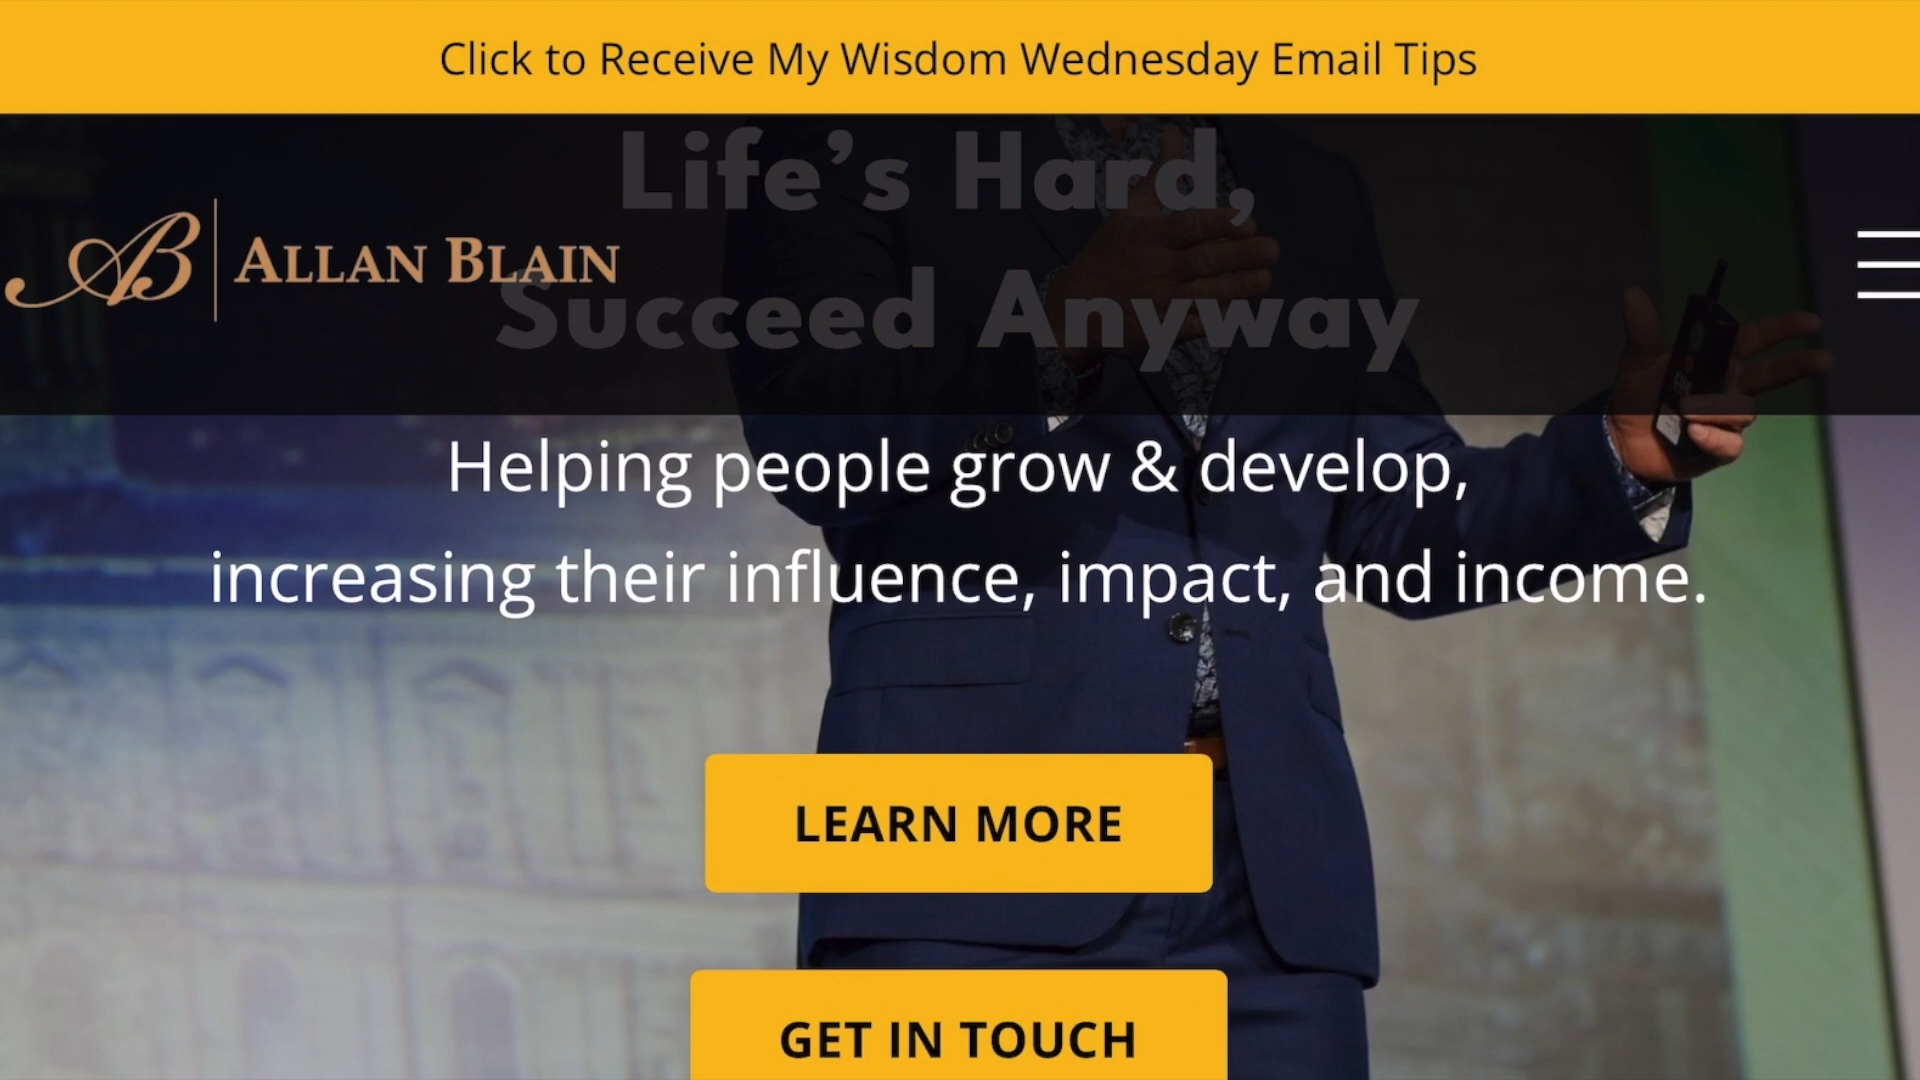 Click to Receive My Wisdom Wednesday Email Tips
Life's Hard,
AB ALLAN BLAIN
Succeed Anyway
Helping people grow & develop,
increasing their influence, impact, and income.
LEARN MORE
GET IN TOUCH